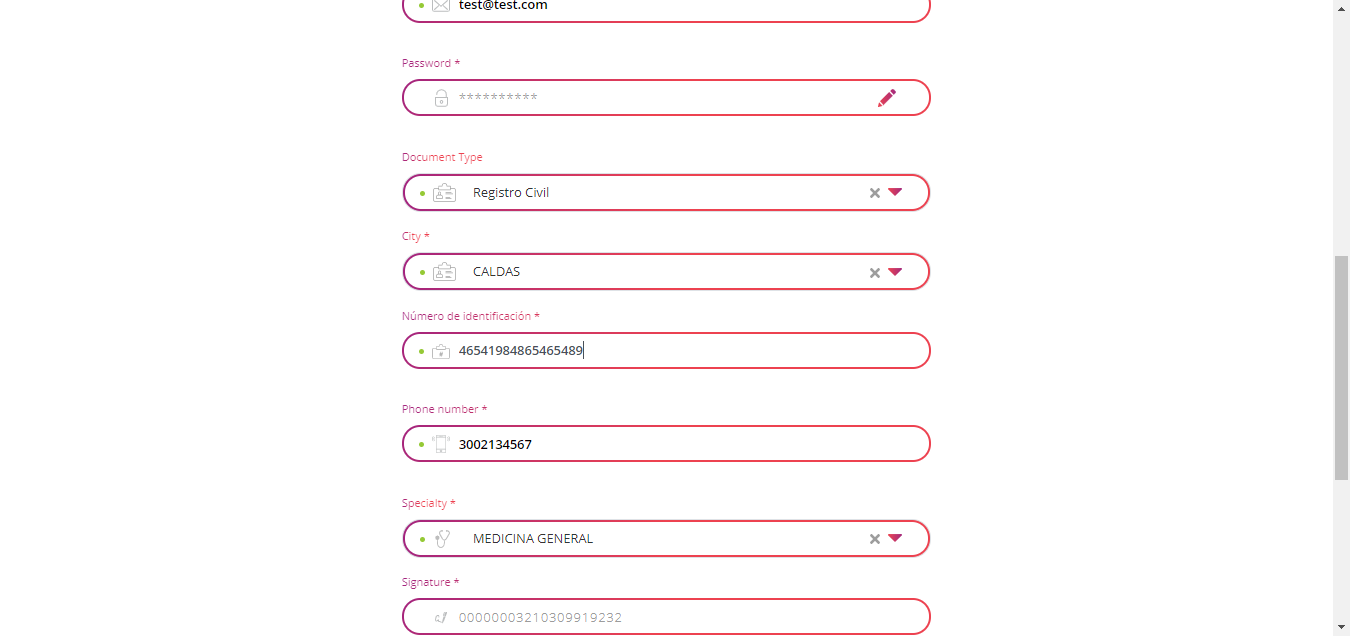 test@test.com
Password *
**********
Document Type
Registro Civil
City *
CALDAS
Número de identificación *
46541984865465489
Phone number *
3002134567
Specialty *
MEDICINA GENERAL
Signature *
00000003210309919232